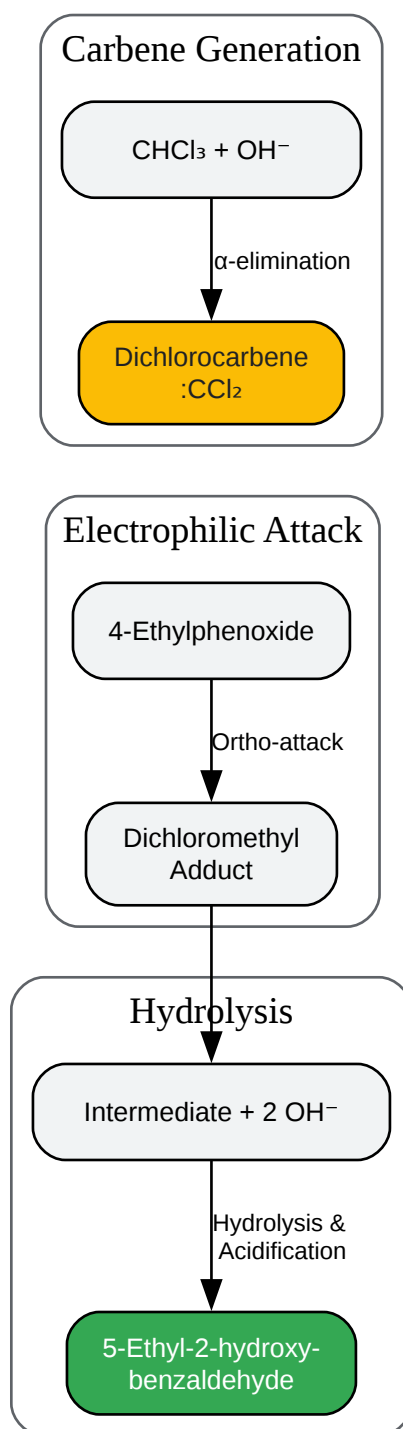 Carbene Generation
CHCl₃ + OH⁻
α-elimination
Dichlorocarbene
:CCl₂
Electrophilic Attack
4-Ethylphenoxide
Ortho-attack
Dichloromethyl
Adduct
Hydrolysis
Intermediate + 2 OH⁻
Hydrolysis &
Acidification
5-Ethyl-2-hydroxy-
benzaldehyde